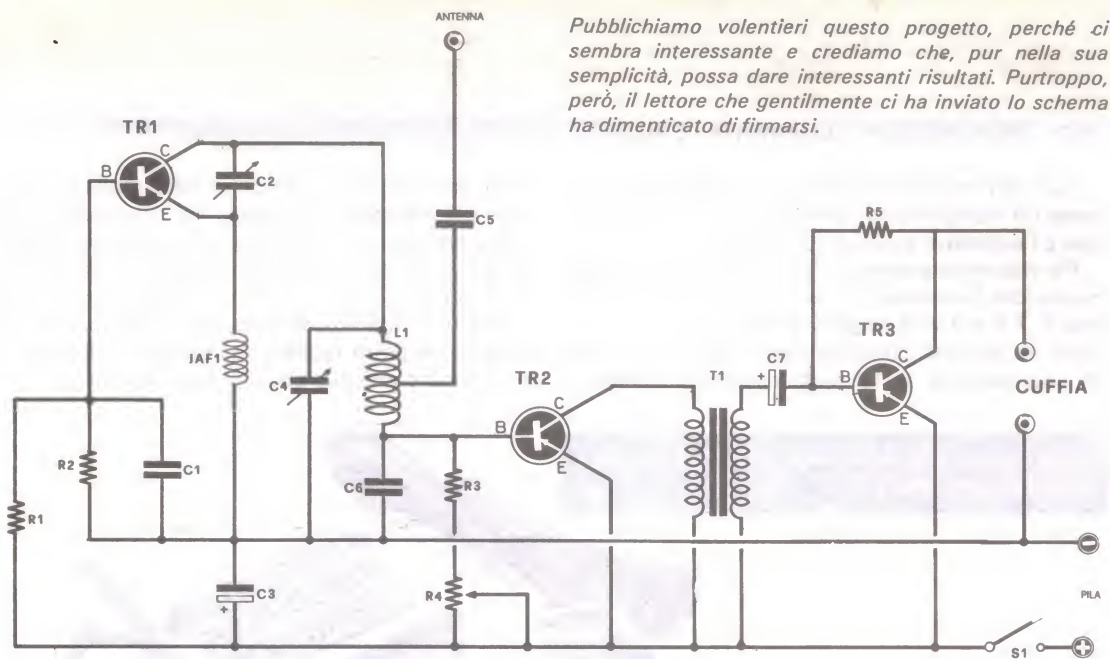 ANTENNA
Pubblichiamo volentieri questo progetto, perché ci
sembra interessante e crediamo che, pur nella sua
semplicità, possa dare interessanti risultati. Purtroppo,
però, il lettore che gentilmente ci ha inviato lo schema
ha dimenticato di firmarsi.
TR1
C
B
E
C2
C5
R5
JAF1
C4
L1
TR2
C
B
E
T1
C7
+
TR3
C
B
E
CUFFIA
R2
C1
R1
C6
R3
C3
+
R4
-
PILA
S1
+